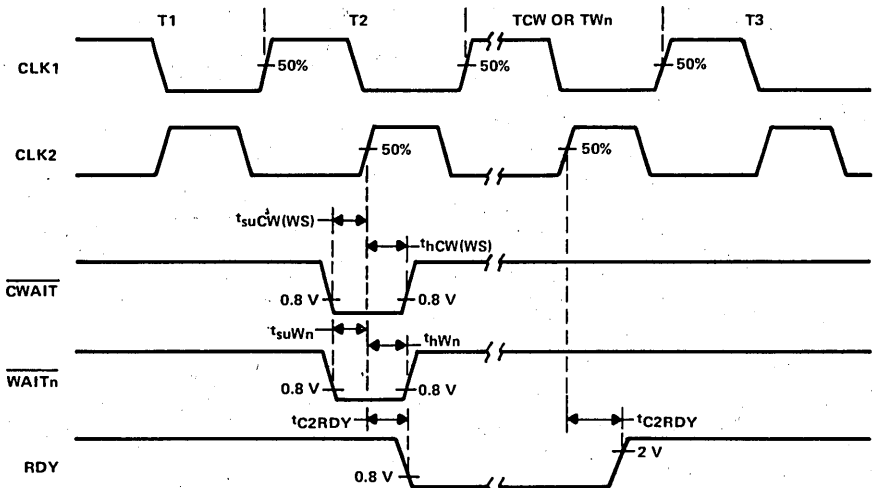 T1 T2 TCW OR TWn T3
CLK1 50% 50% 50%
CLK2 50% 50%
tsuCW(WS)
thCW(WS)
CWAIT 0.8 V 0.8 V
tsuWn thWn
WAITn 0.8 V 0.8 V
tC2RDY tC2RDY
2 V
RDY 0.8 V